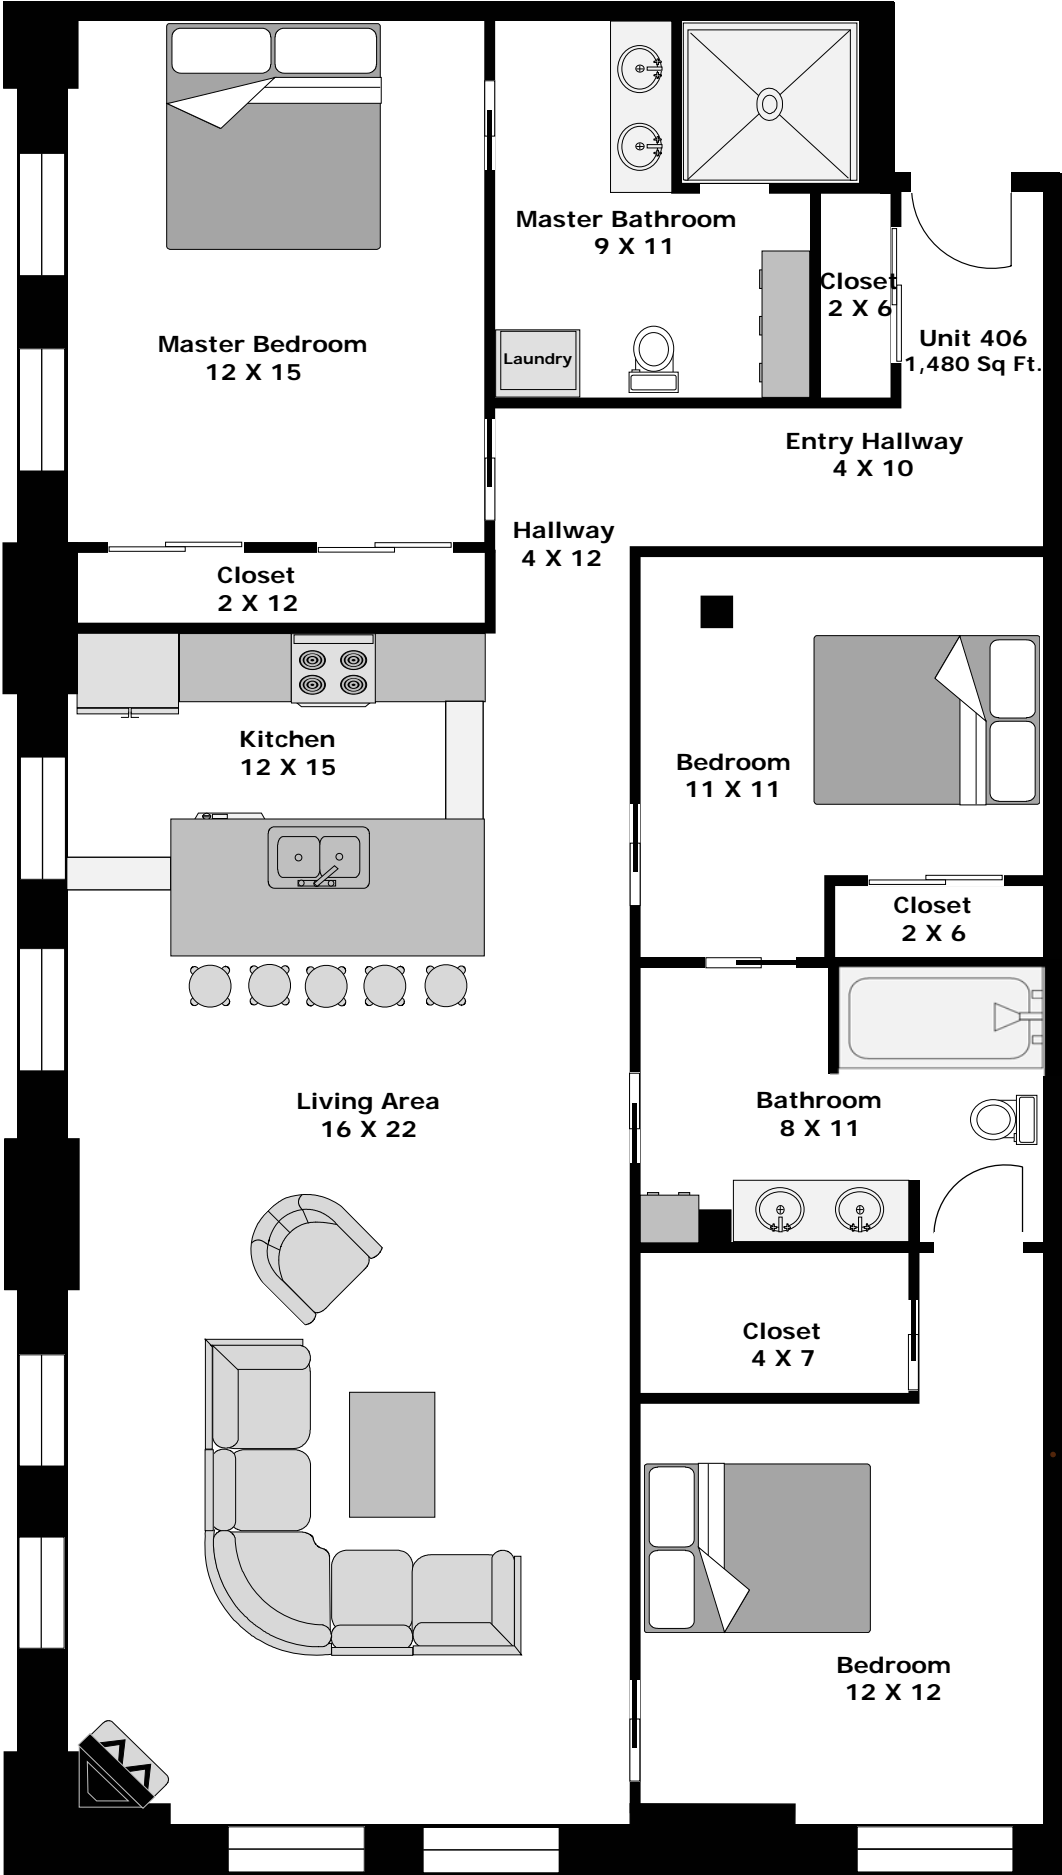 Master Bathroom
9 X 11
Closet
2 X 6
Unit 406
1,480 Sq Ft.
Master Bedroom
12 X 15
Laundry
Entry Hallway
4 X 10
Hallway
4 X 12
Closet
2 X 12
Kitchen
12 X 15
Bedroom
11 X 11
Closet
2 X 6
Living Area
16 X 22
Bathroom
8 X 11
Closet
4 X 7
Bedroom
12 X 12